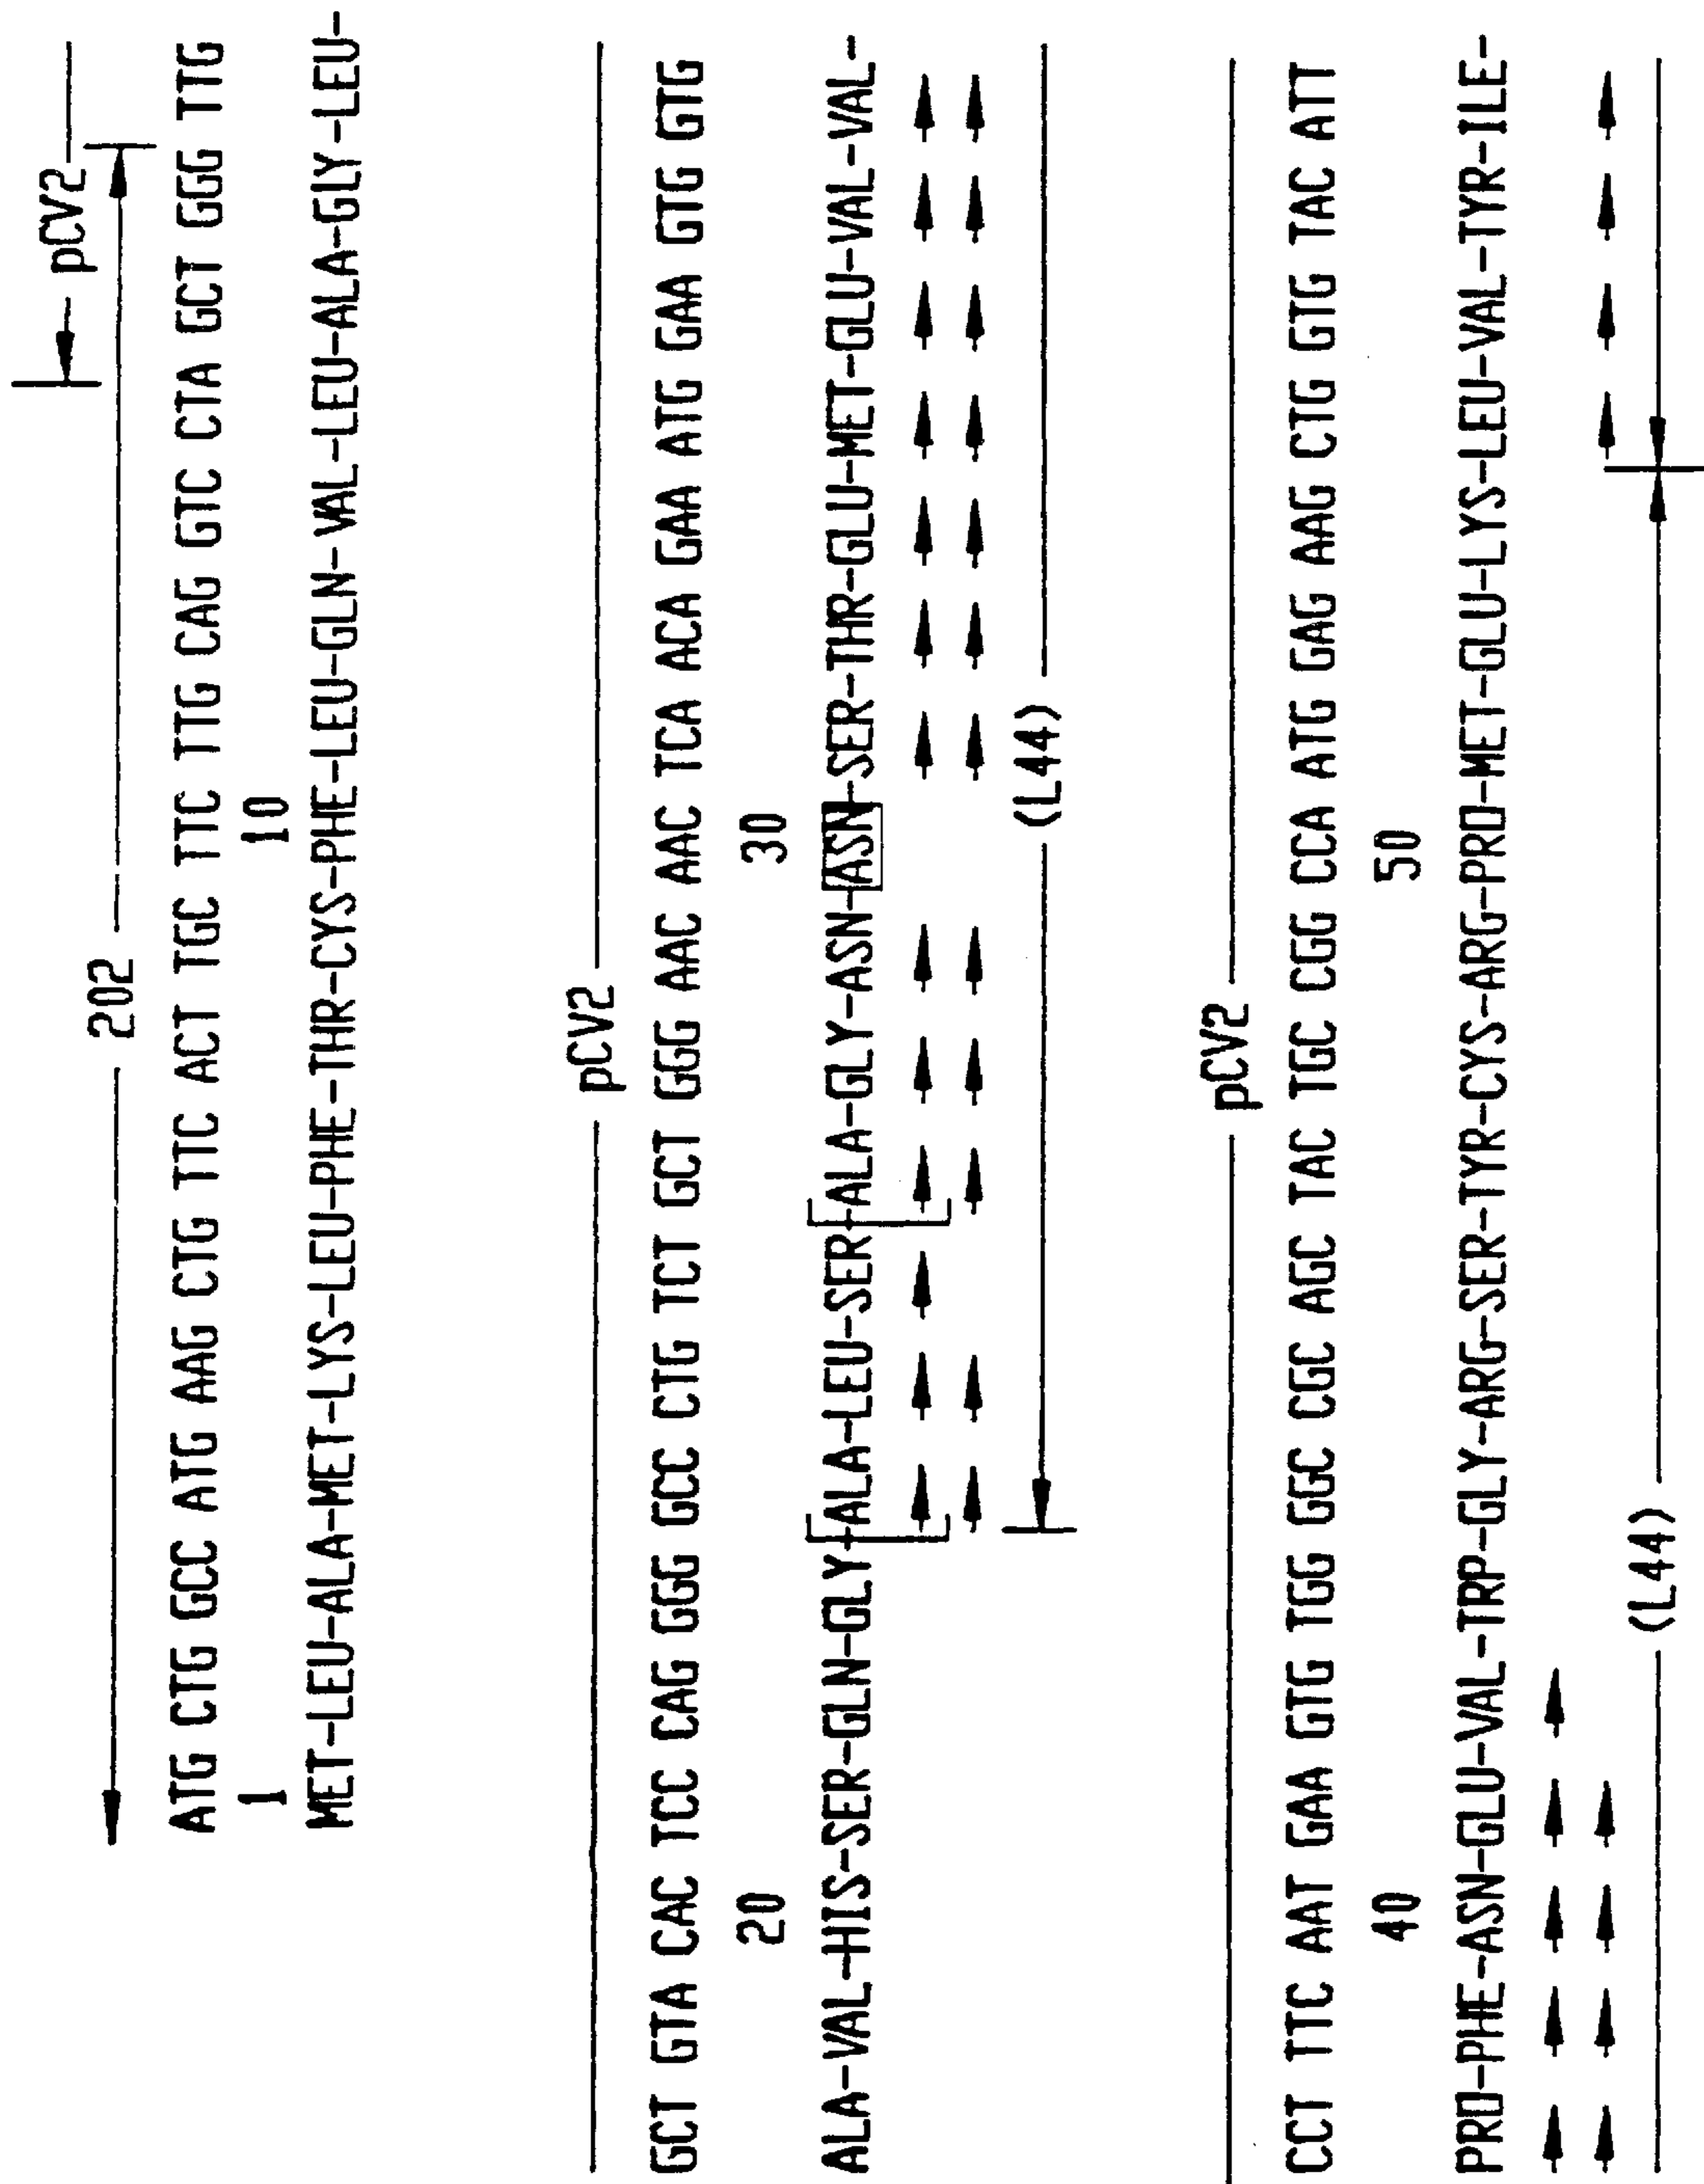 pCV2
202
ATG CTG GCC ATG AAG CTG TTC ACT TGC TTC TTG CAG GTC CTA GCT GGG TTG
1 10
MET-LEU-ALA-MET-LYS-LEU-PHE-THR-CYS-PHE-LEU-GLN-VAL-LEU-ALA-GLY-LEU-
pCV2
GCT GTA CAC TCC CAG GGG GCC CTG TCT GCT GGG AAC AAC TCA ACA GAA ATG GAA GTG GTG
20 30
ALA-VAL-HIS-SER-GLN-GLY-ALA-LEU-SER-ALA-GLY-ASN-ASN-SER-THR-GLU-MET-GLU-VAL-VAL-
(L44)
pCV2
CCT TTC AAT GAA GTG TGG GGC CGC AGC TAC TGC CGG CCA ATG GAG AAG CTG GTG TAC ATT
40 50
PRO-PHE-ASN-GLU-VAL-TRP-GLY-ARG-SER-TYR-CYS-ARG-PRO-MET-GLU-LYS-LEU-VAL-TYR-ILE-
(L44)